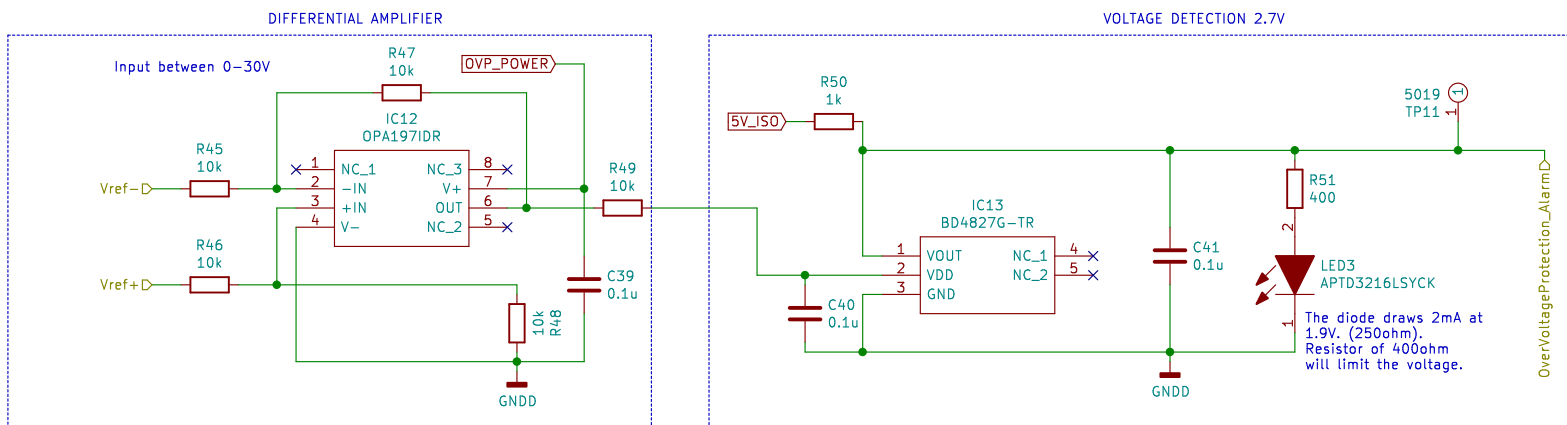 DIFFERENTIAL AMPLIFIER
Input between 0-30V
R47
10k
OVP_POWER
IC12
OPA197IDR
R45
10k
Vref-
1 NC_1
2 -IN
3 +IN
4 V-
NC_3 8
V+ 7
OUT 6
NC_2 5
R49
10k
R46
10k
Vref+
10k
R48
C39
0.1u
GNDD
VOLTAGE DETECTION 2.7V
R50
1k
5V_ISO
5019
TP11
1
1
IC13
BD4827G-TR
1 VOUT
2 VDD
3 GND
NC_1 4
NC_2 5
C40
0.1u
C41
0.1u
R51
400
2
LED3
APTD3216LSYCK
1
The diode draws 2mA at
1.9V. (250ohm).
Resistor of 400ohm
will limit the voltage.
GNDD
OverVoltageProtection_Alarm